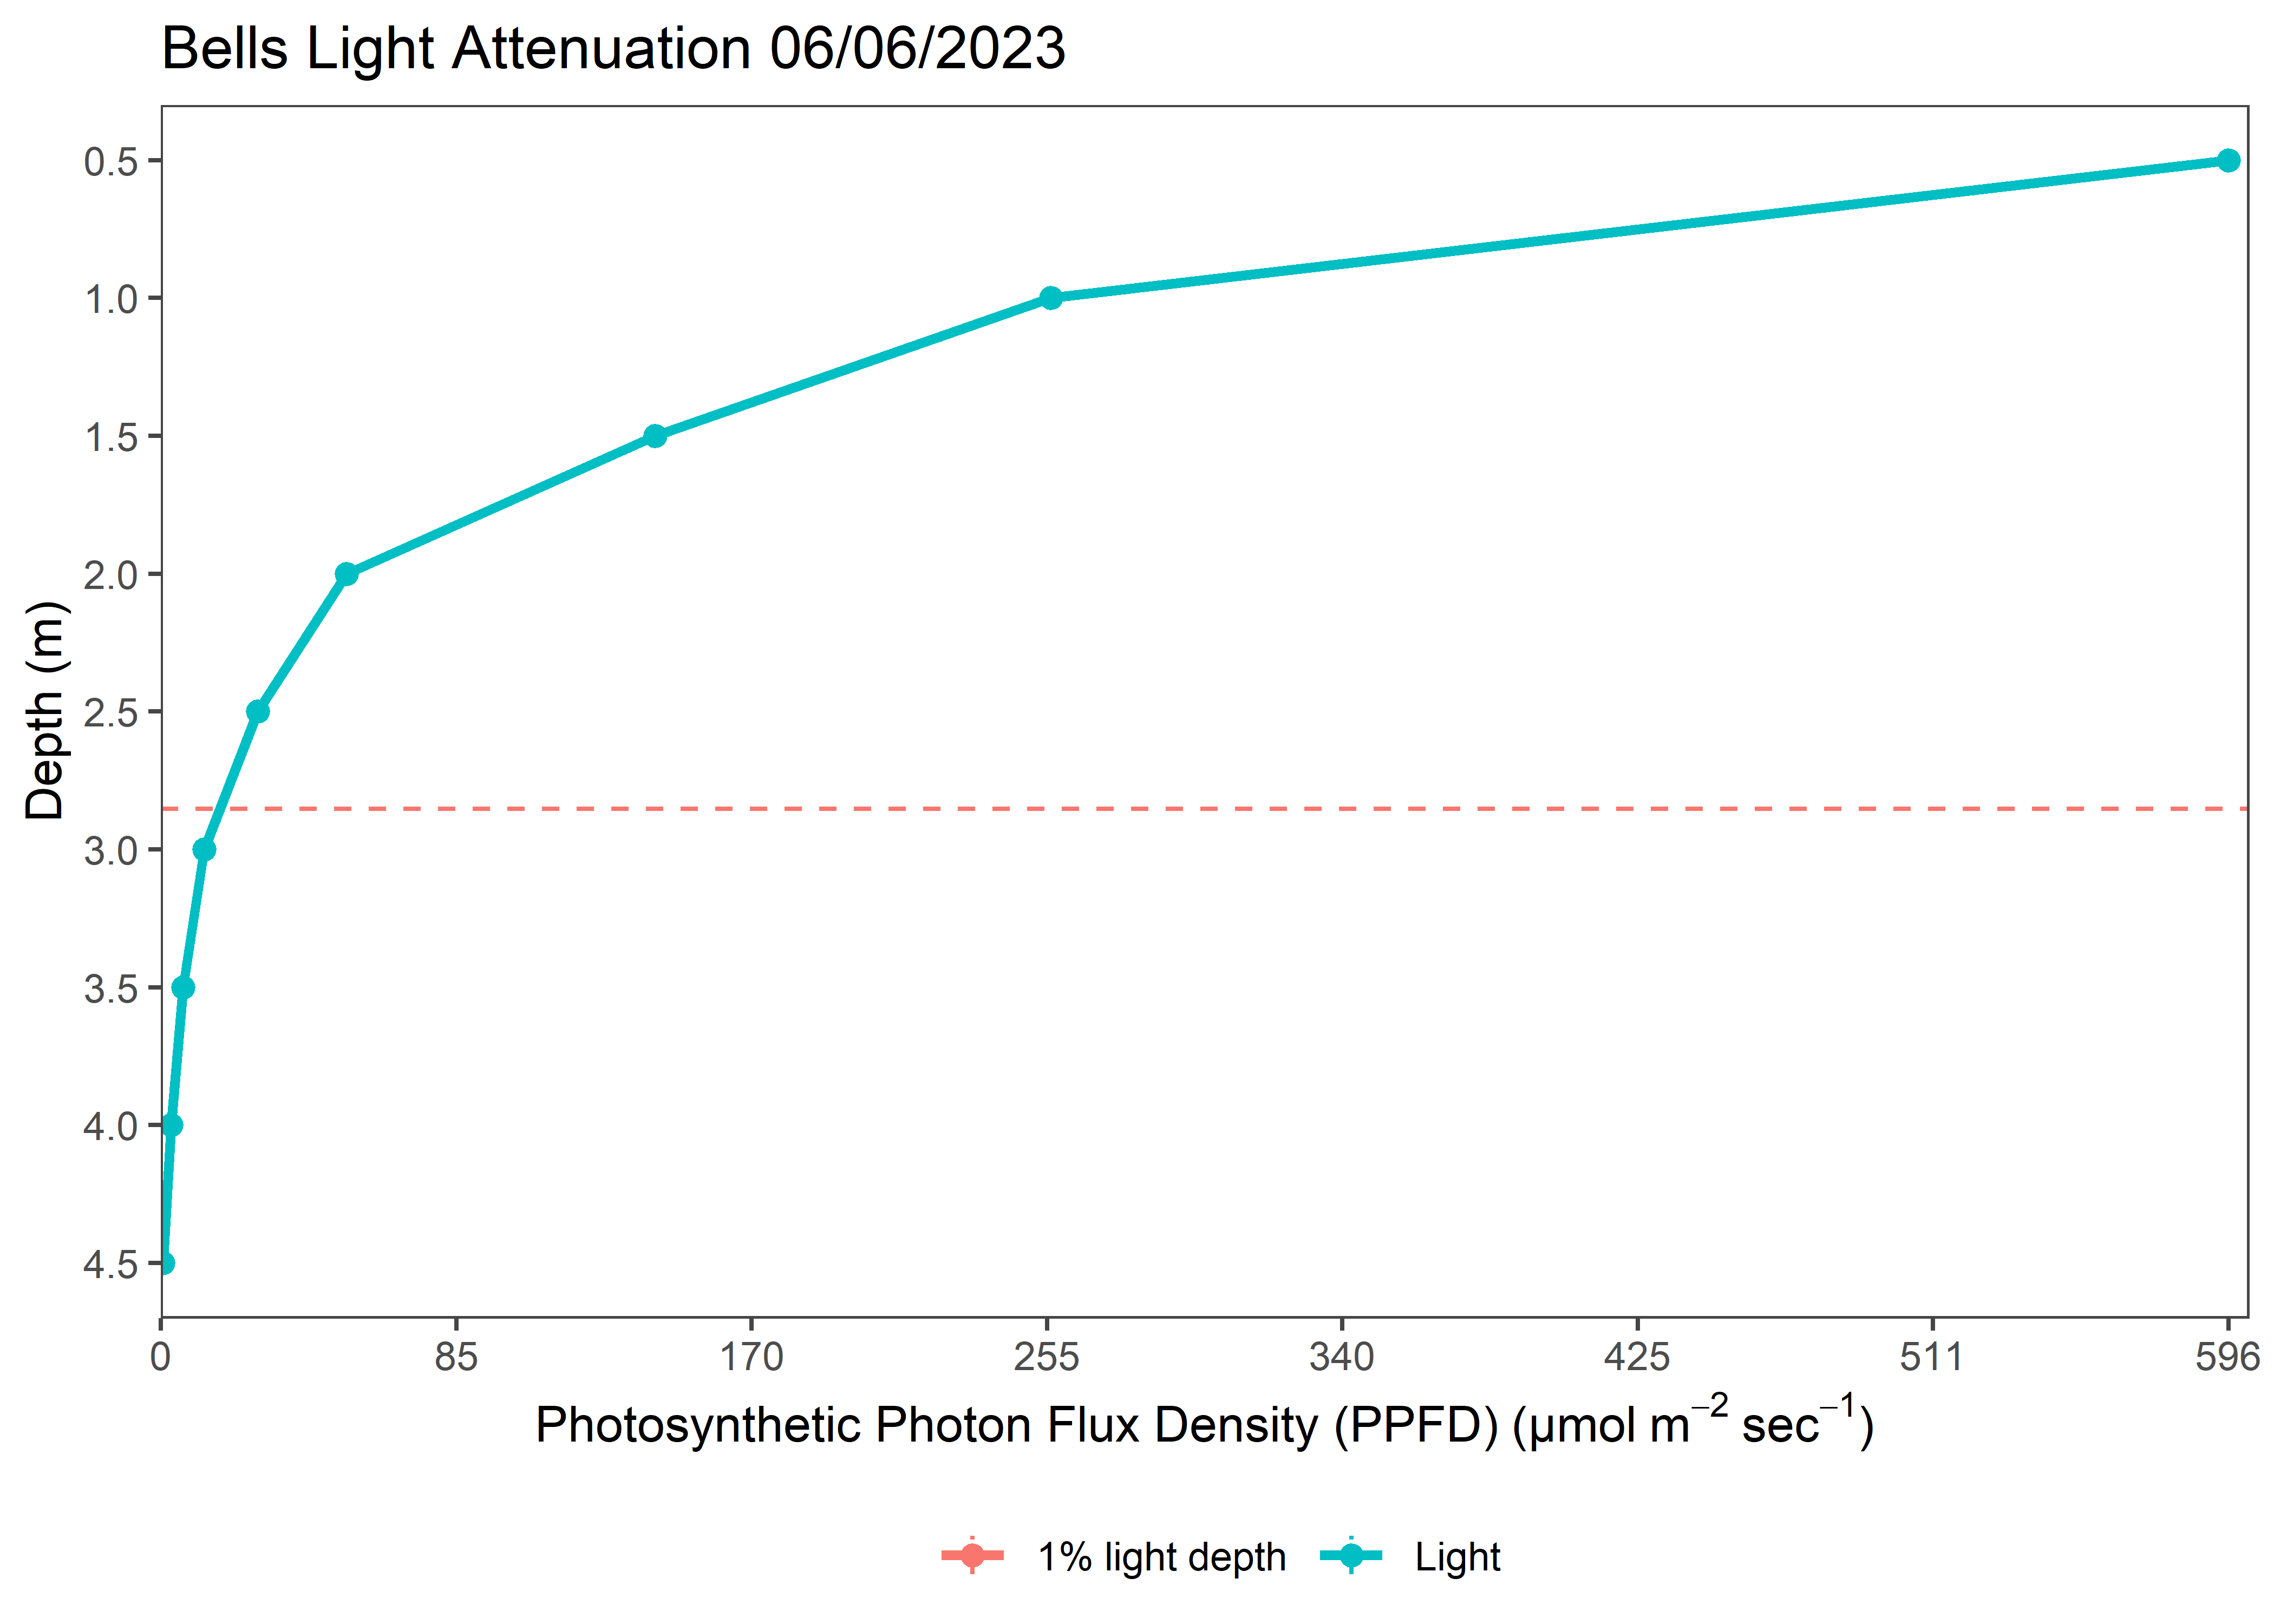 Bells Light Attenuation 06/06/2023
0.5
1.0
1.5
2.0
2.5
3.0
3.5
4.0
4.5
Depth (m)
0 85 170 255 340 425 511 596
Photosynthetic Photon Flux Density (PPFD) (μmol m⁻² sec⁻¹)
1% light depth Light